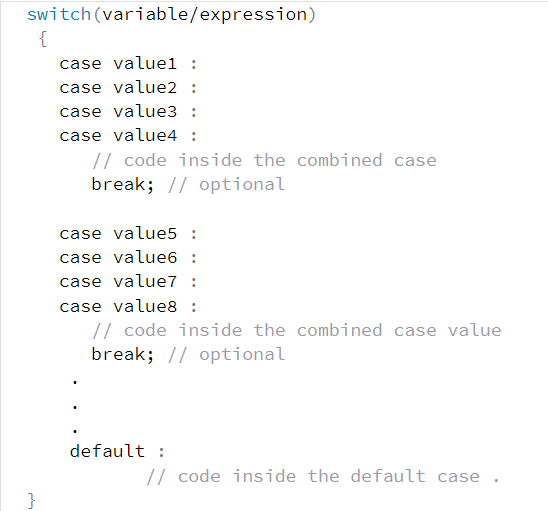 switch(variable/expression)
{
case value1 :
case value2 :
case value3 :
case value4 :
// code inside the combined case
break; // optional
case value5 :
case value6 :
case value7 :
case value8 :
// code inside the combined case value
break; // optional
.
.
.
default :
// code inside the default case .
}